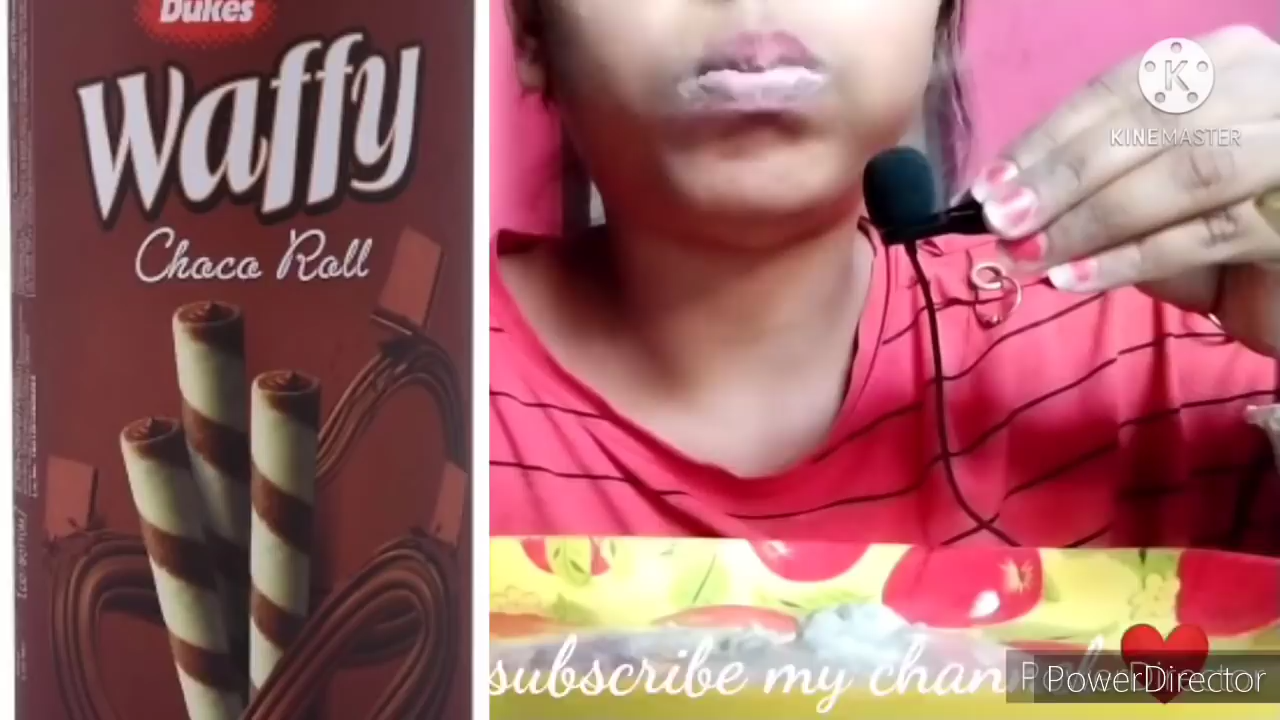 Dukes
Waffy
Choco Roll
KINEMASTER
subscribe my chan
PowerDirector